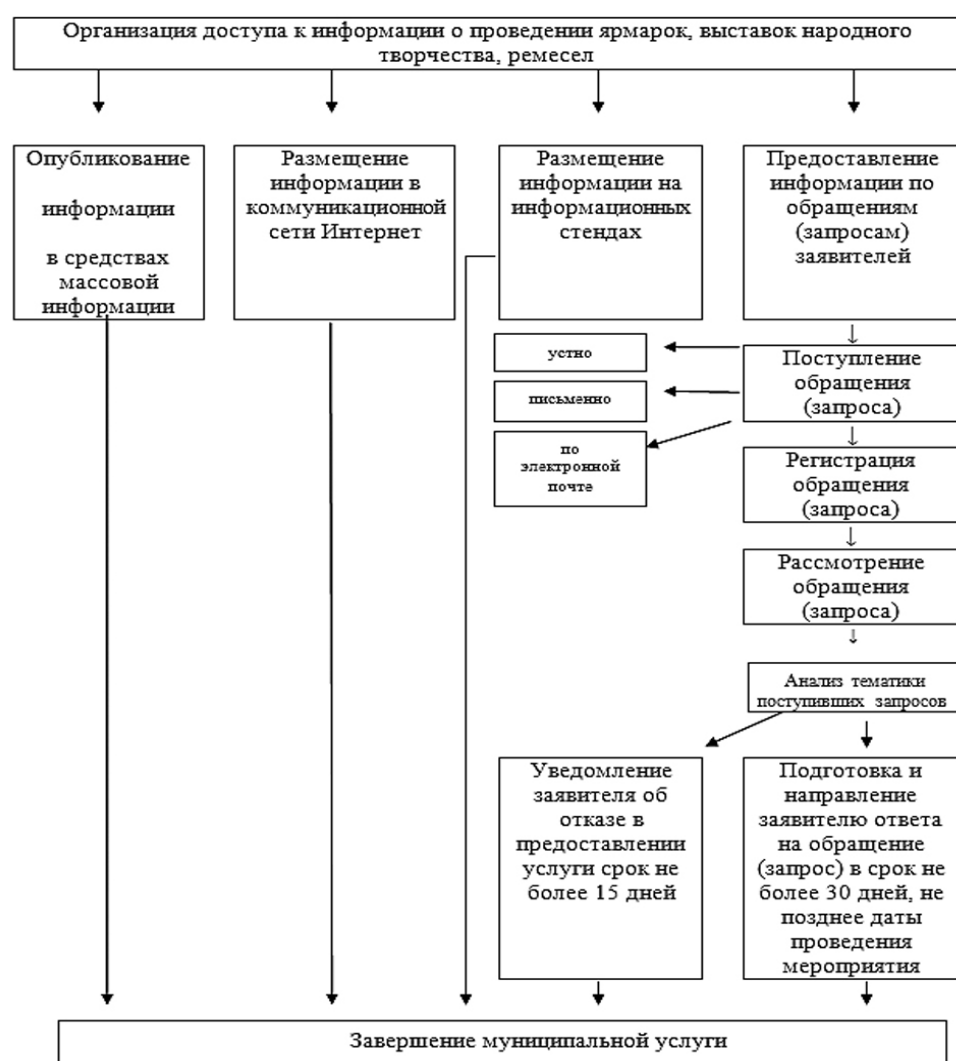 Организация доступа к информации о проведении ярмарок, выставок народного
творчества, ремесел
Опубликование
информации
в средствах
массовой
информации
Размещение
информации в
коммуникационной
сети Интернет
Размещение
информации на
информационных
стендах
Предоставление
информации по
обращениям
(запросам)
заявителей
устно
письменно
по
электронной
почте
Поступление
обращения
(запроса)
Регистрация
обращения
(запроса)
Рассмотрение
обращения
(запроса)
Анализ тематики
поступивших запросов
Уведомление
заявителя об
отказе в
предоставлении
услуги срок не
более 15 дней
Подготовка и
направление
заявителю ответа
на обращение
(запрос) в срок не
более 30 дней, не
позднее даты
проведения
мероприятия
Завершение муниципальной услуги